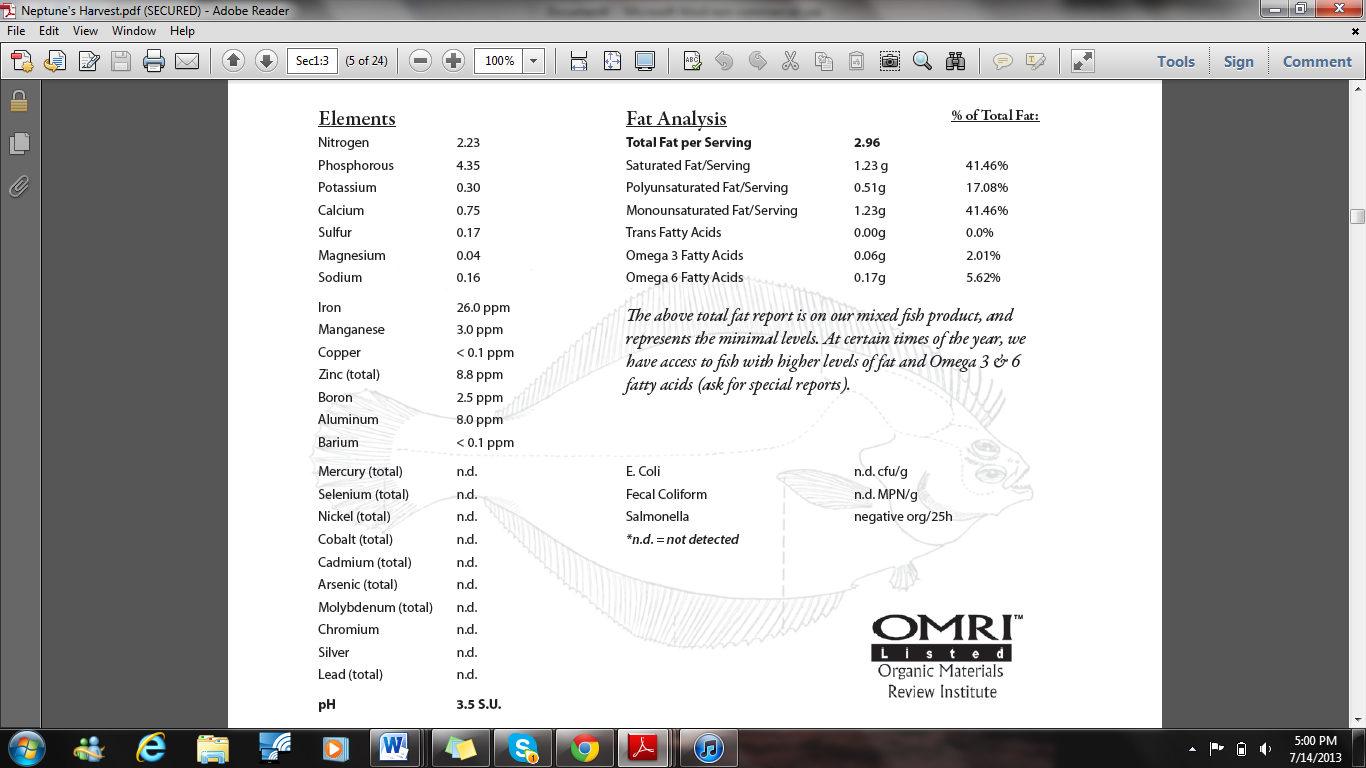 Neptune's Harvest.pdf (SECURED) - Adobe Reader
File Edit View Window Help
Sec1:3 (5 of 24) 100% Tools Sign Comment
Elements
Nitrogen 2.23
Phosphorous 4.35
Potassium 0.30
Calcium 0.75
Sulfur 0.17
Magnesium 0.04
Sodium 0.16
Iron 26.0 ppm
Manganese 3.0 ppm
Copper < 0.1 ppm
Zinc (total) 8.8 ppm
Boron 2.5 ppm
Aluminum 8.0 ppm
Barium < 0.1 ppm
Mercury (total) n.d.
Selenium (total) n.d.
Nickel (total) n.d.
Cobalt (total) n.d.
Cadmium (total) n.d.
Arsenic (total) n.d.
Molybdenum (total) n.d.
Chromium n.d.
Silver n.d.
Lead (total) n.d.
pH 3.5 S.U.
Fat Analysis % of Total Fat:
Total Fat per Serving 2.96
Saturated Fat/Serving 1.23 g 41.46%
Polyunsaturated Fat/Serving 0.51g 17.08%
Monounsaturated Fat/Serving 1.23g 41.46%
Trans Fatty Acids 0.00g 0.0%
Omega 3 Fatty Acids 0.06g 2.01%
Omega 6 Fatty Acids 0.17g 5.62%
The above total fat report is on our mixed fish product, and
represents the minimal levels. At certain times of the year, we
have access to fish with higher levels of fat and Omega 3 & 6
fatty acids (ask for special reports).
E. Coli n.d. cfu/g
Fecal Coliform n.d. MPN/g
Salmonella negative org/25h
*n.d. = not detected
OMRI™
Listed
Organic Materials
Review Institute
5:00 PM
7/14/2013